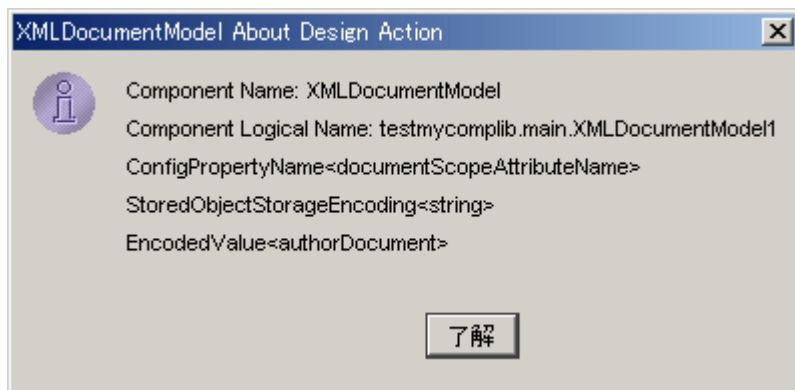 XMLDocumentModel About Design Action
Component Name: XMLDocumentModel
Component Logical Name: testmycomplib.main.XMLDocumentModel1
ConfigPropertyName<documentScopeAttributeName>
StoredObjectStorageEncoding<string>
EncodedValue<authorDocument>
了解